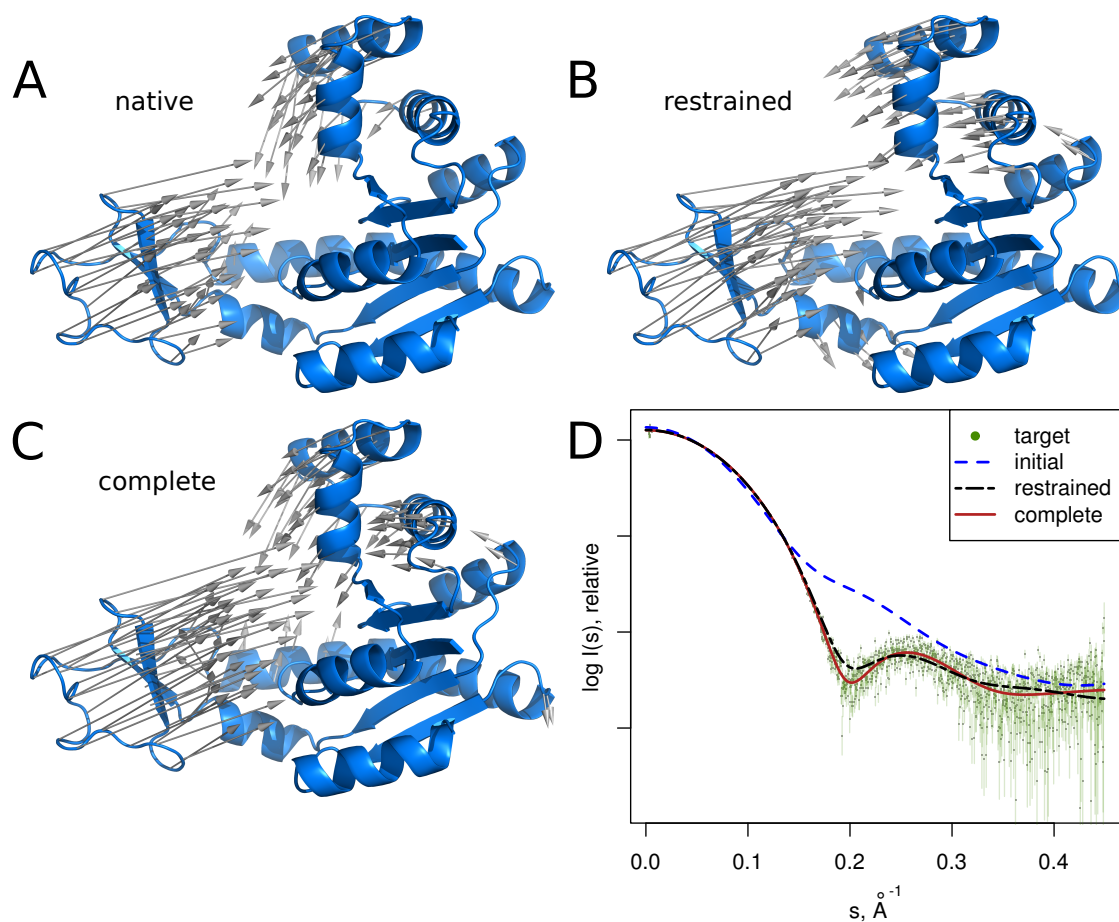 A
native
B
restrained
C
complete
D
target
initial
restrained
complete
log I(s), relative
0.0 0.1 0.2 0.3 0.4
s, Å⁻¹